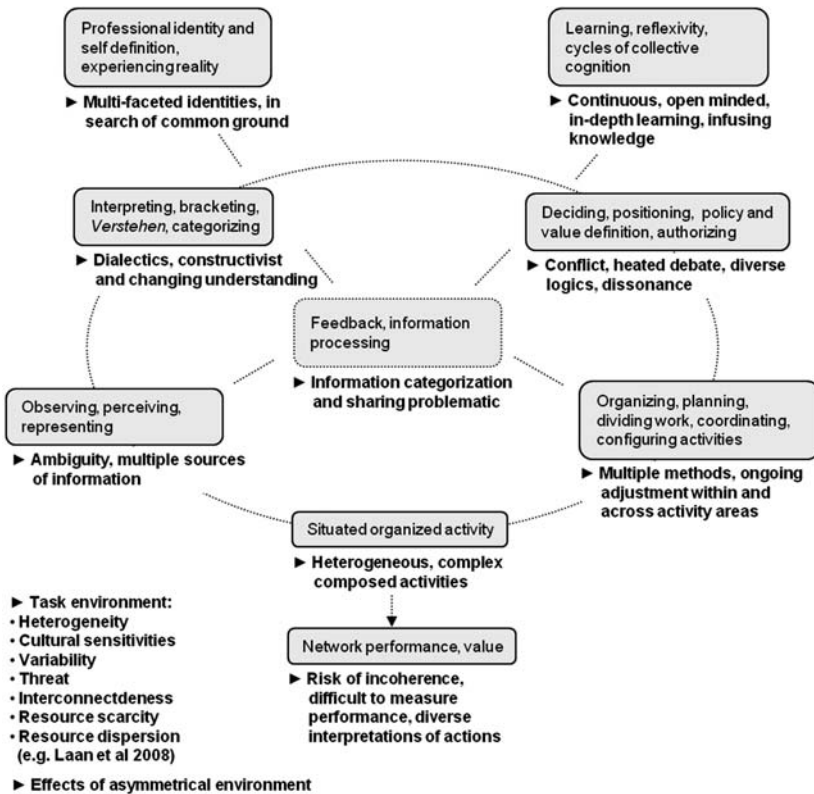 Professional identity and
self definition,
experiencing reality
► Multi-faceted identities, in
search of common ground
Learning, reflexivity,
cycles of collective
cognition
► Continuous, open minded,
in-depth learning, infusing
knowledge
Interpreting, bracketing,
Verstehen, categorizing
► Dialectics, constructivist
and changing understanding
Deciding, positioning, policy and
value definition, authorizing
► Conflict, heated debate, diverse
logics, dissonance
Feedback, information
processing
► Information categorization
and sharing problematic
Observing, perceiving,
representing
► Ambiguity, multiple sources
of information
Organizing, planning,
dividing work, coordinating,
configuring activities
► Multiple methods, ongoing
adjustment within and
across activity areas
Situated organized activity
► Heterogeneous, complex
composed activities
Network performance, value
► Risk of incoherence,
difficult to measure
performance, diverse
interpretations of actions
► Task environment:
• Heterogeneity
• Cultural sensitivities
• Variability
• Threat
• Interconnectdeness
• Resource scarcity
• Resource dispersion
(e.g. Laan et al 2008)
► Effects of asymmetrical environment